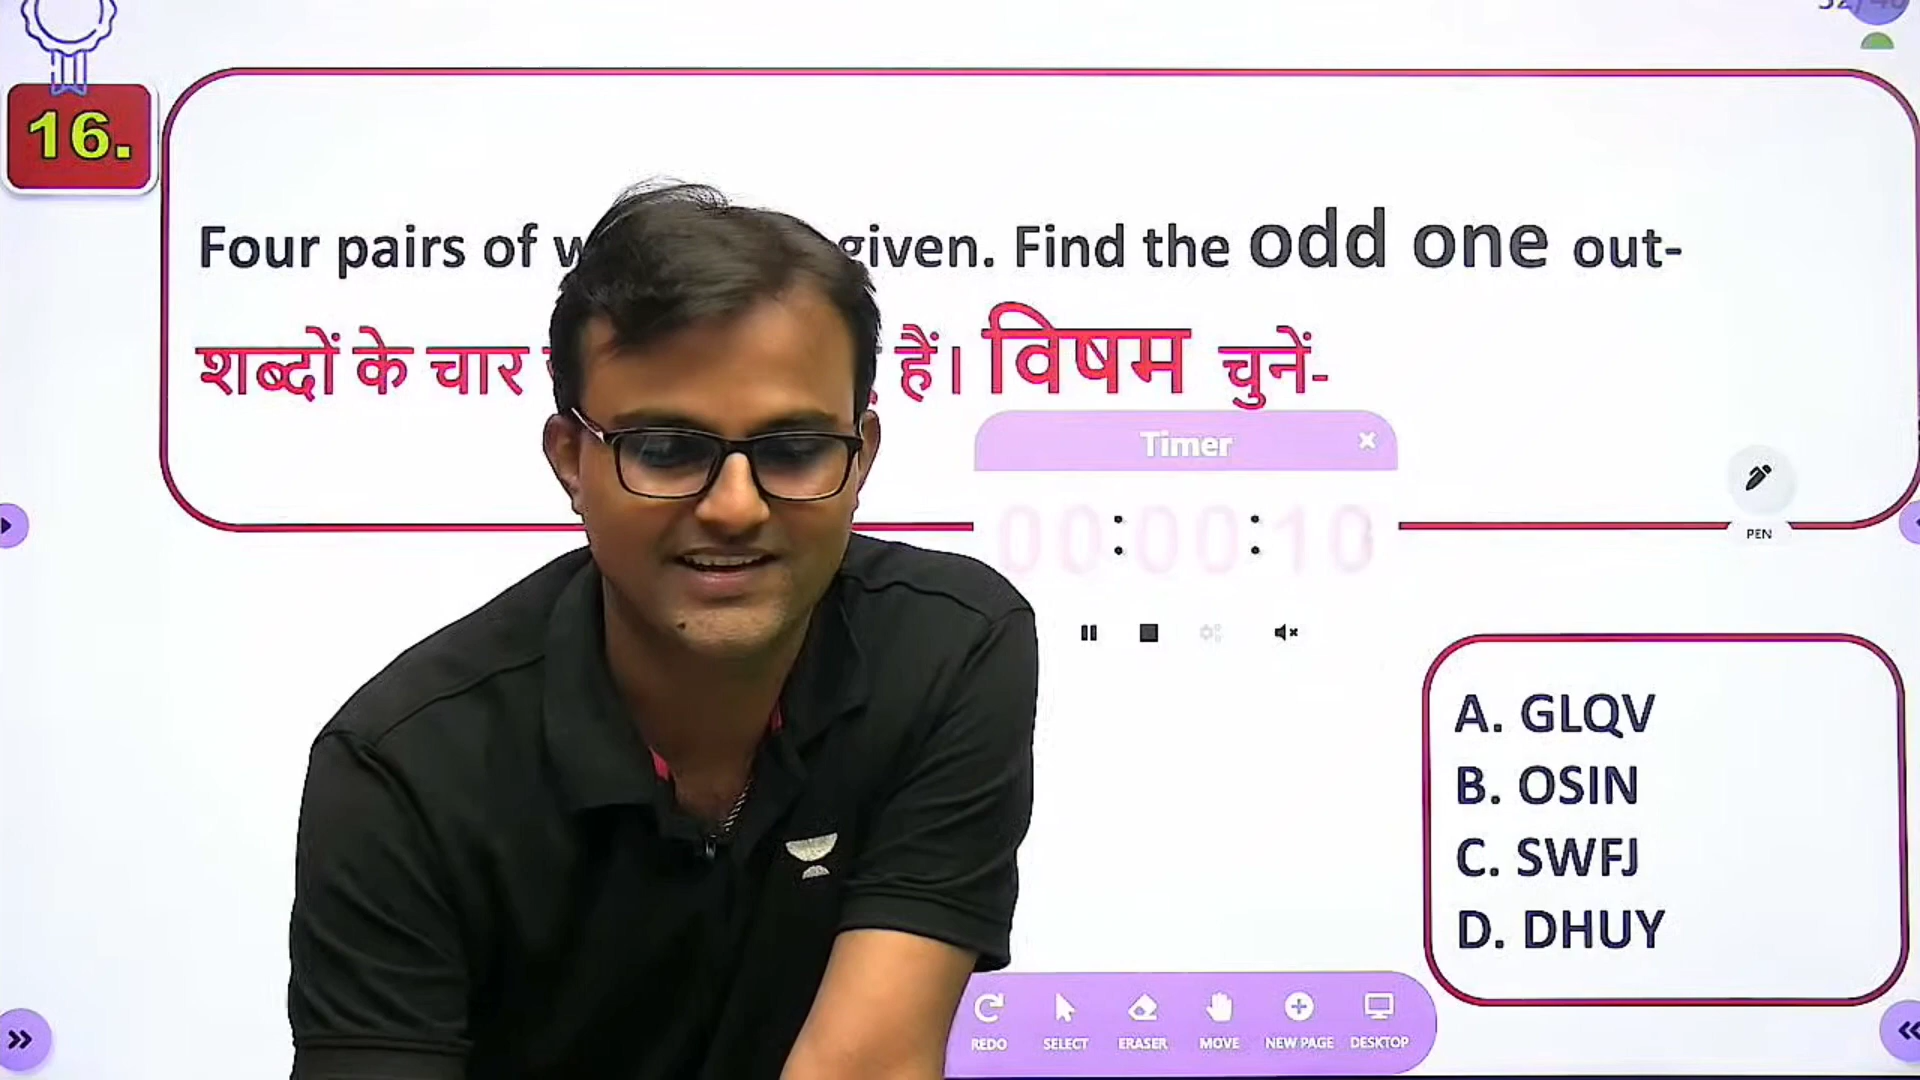 16.
Four pairs of given. Find the odd one out-
शब्दों के चार हैं। विषम चुनें-
Timer
00:00:10
PEN
A. GLQV
B. OSIN
C. SWFJ
D. DHUY
REDO SELECT ERASER MOVE NEW PAGE DESKTOP